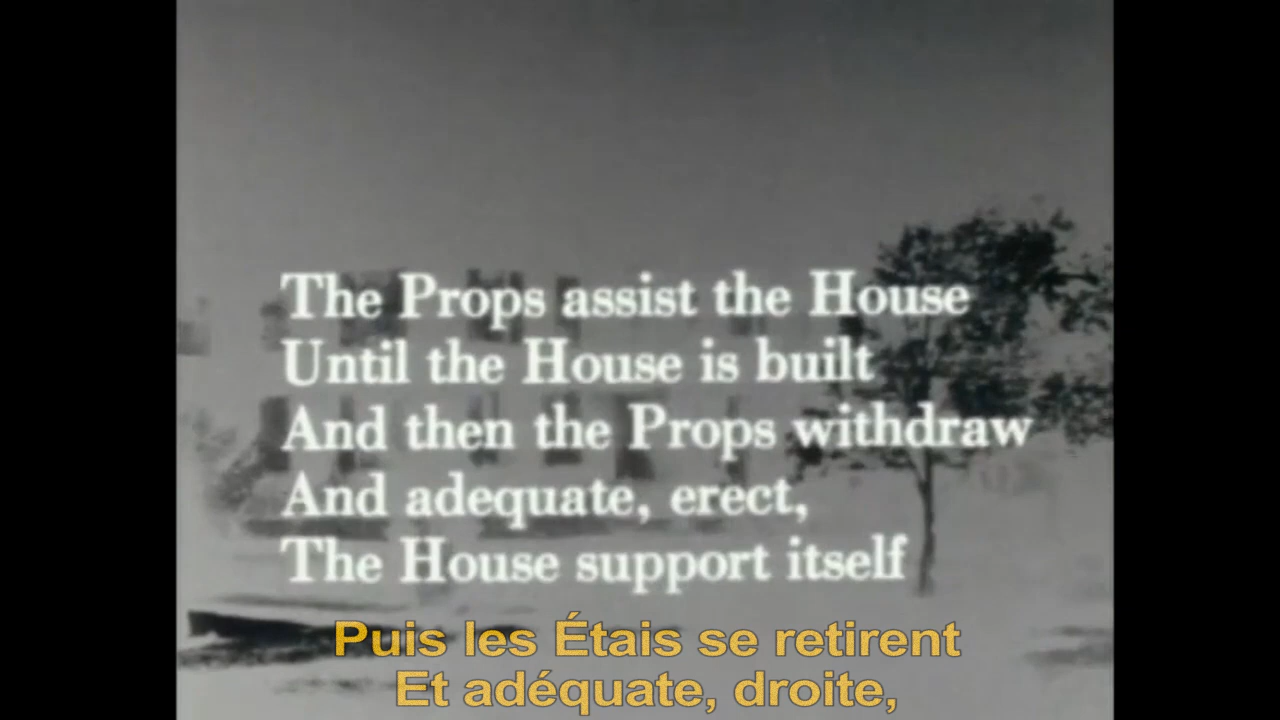 The Props assist the House
Until the House is built
And then the Props withdraw
And adequate, erect,
The House support itself
Puis les Étais se retirent
Et adéquate, droite,